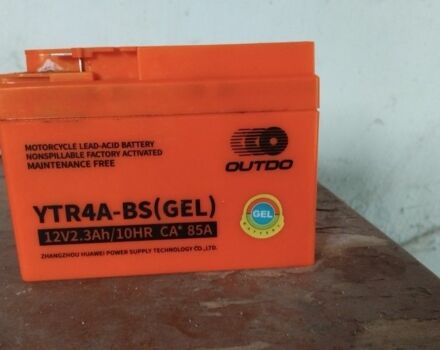 MOTORCYCLE LEAD-ACID BATTERY
NONSPILLABLE FACTORY ACTIVATED
MAINTENANCE FREE
OUTDO
YTR4A-BS(GEL)
12V2.3Ah/10HR CA* 85A
GEL
BATTERY
ZHANGZHOU HUAWEI POWER SUPPLY TECHNOLOGY CO.,LTD.